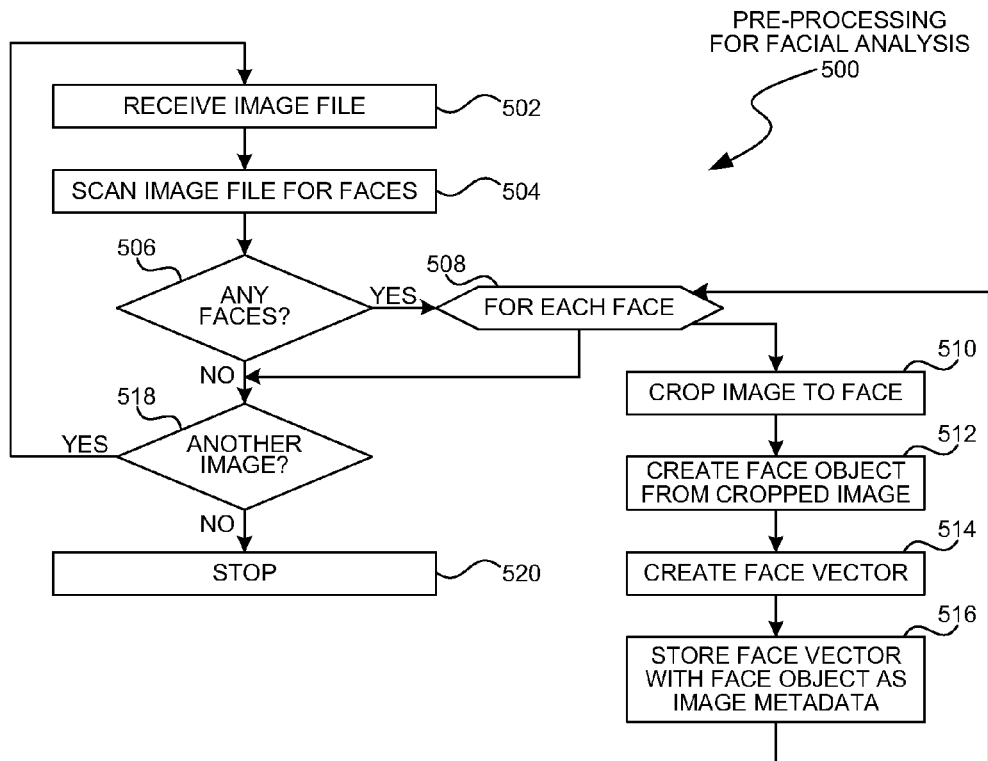 PRE-PROCESSING
FOR FACIAL ANALYSIS
500
RECEIVE IMAGE FILE
502
SCAN IMAGE FILE FOR FACES
504
506
ANY
FACES?
YES
508
FOR EACH FACE
NO
510
CROP IMAGE TO FACE
518
YES
ANOTHER
IMAGE?
512
CREATE FACE OBJECT
FROM CROPPED IMAGE
NO
514
CREATE FACE VECTOR
STOP
520
516
STORE FACE VECTOR
WITH FACE OBJECT AS
IMAGE METADATA